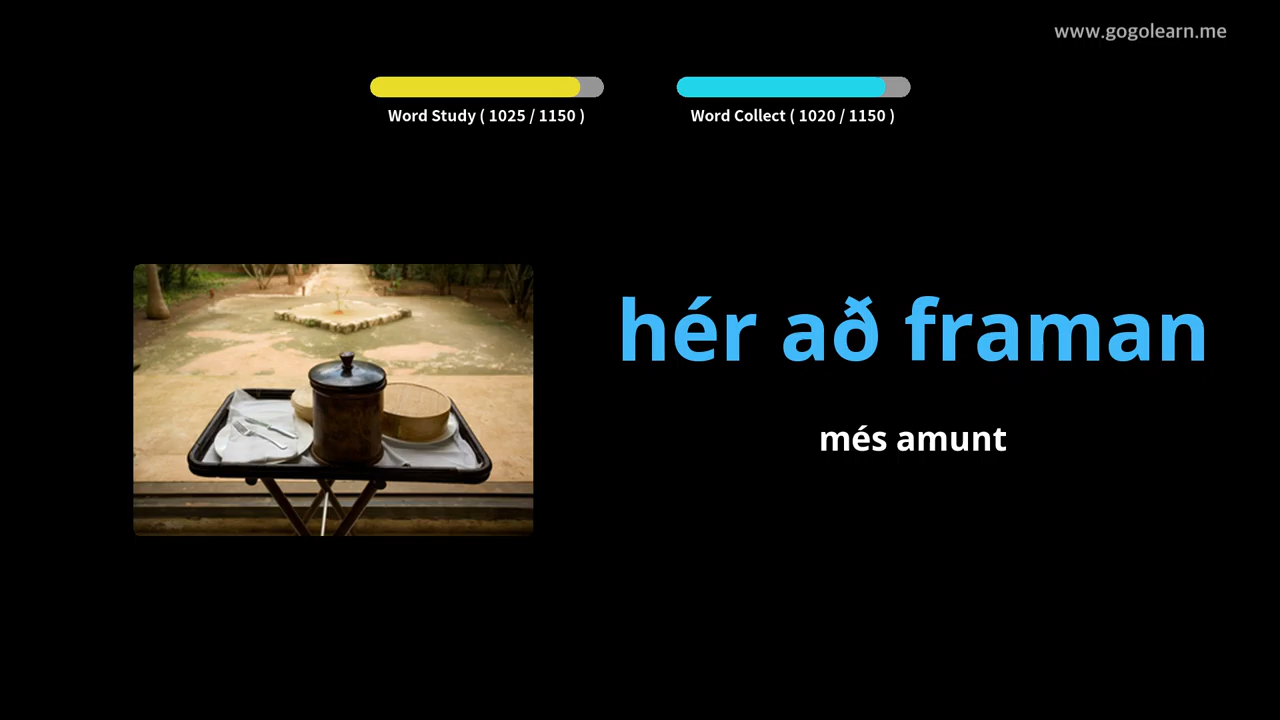 www.gogolearn.me
Word Study ( 1025 / 1150 )
Word Collect ( 1020 / 1150 )
hér að framan
més amunt